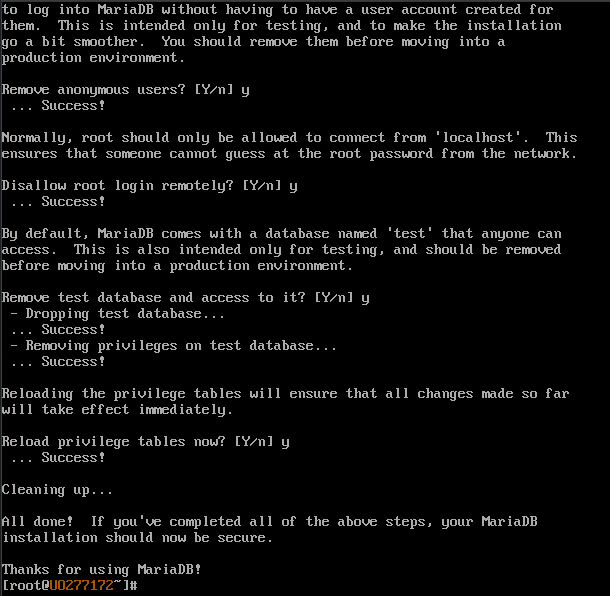 to log into MariaDB without having to have a user account created for
them.  This is intended only for testing, and to make the installation
go a bit smoother.  You should remove them before moving into a
production environment.
Remove anonymous users? [Y/n] y
 ... Success!
Normally, root should only be allowed to connect from 'localhost'.  This
ensures that someone cannot guess at the root password from the network.
Disallow root login remotely? [Y/n] y
 ... Success!
By default, MariaDB comes with a database named 'test' that anyone can
access.  This is also intended only for testing, and should be removed
before moving into a production environment.
Remove test database and access to it? [Y/n] y
 - Dropping test database...
 ... Success!
 - Removing privileges on test database...
 ... Success!
Reloading the privilege tables will ensure that all changes made so far
will take effect immediately.
Reload privilege tables now? [Y/n] y
 ... Success!
Cleaning up...
All done!  If you've completed all of the above steps, your MariaDB
installation should now be secure.
Thanks for using MariaDB!
[root@UO277172~]#